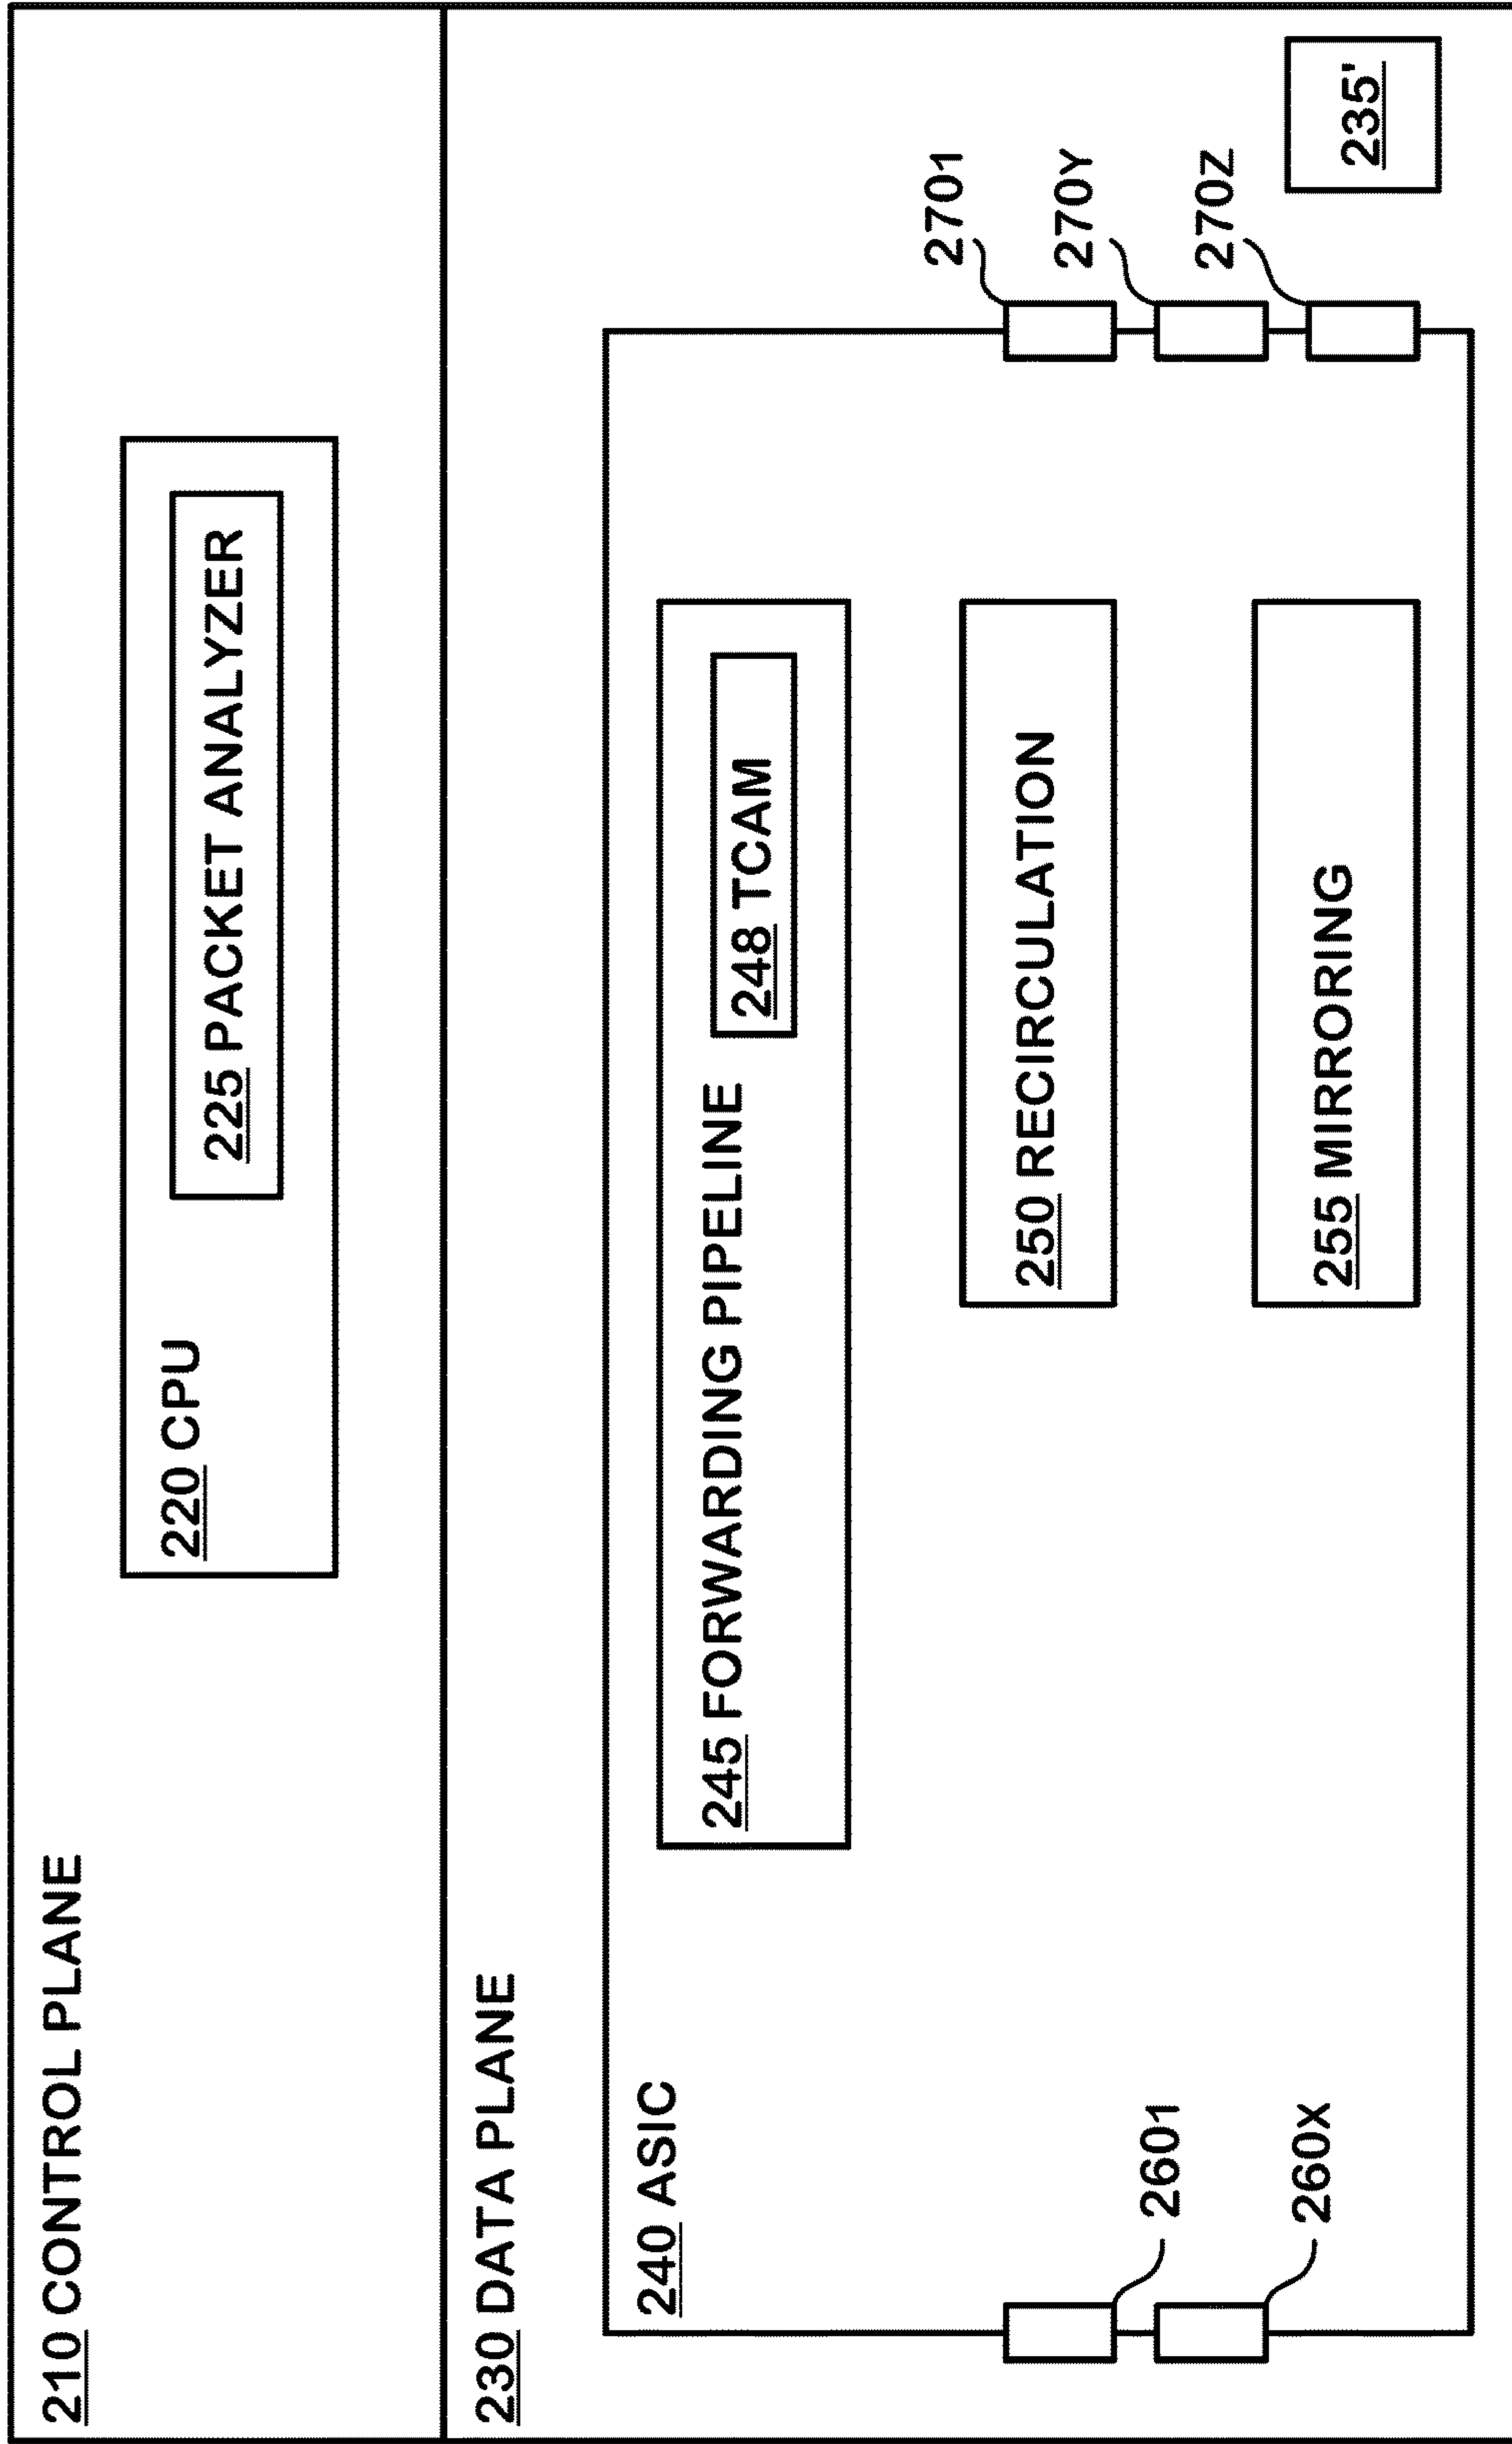 210 CONTROL PLANE
220 CPU
225 PACKET ANALYZER
230 DATA PLANE
240 ASIC
245 FORWARDING PIPELINE
248 TCAM
250 RECIRCULATION
255 MIRRORING
2601
260X
2701
270Y
270Z
235'